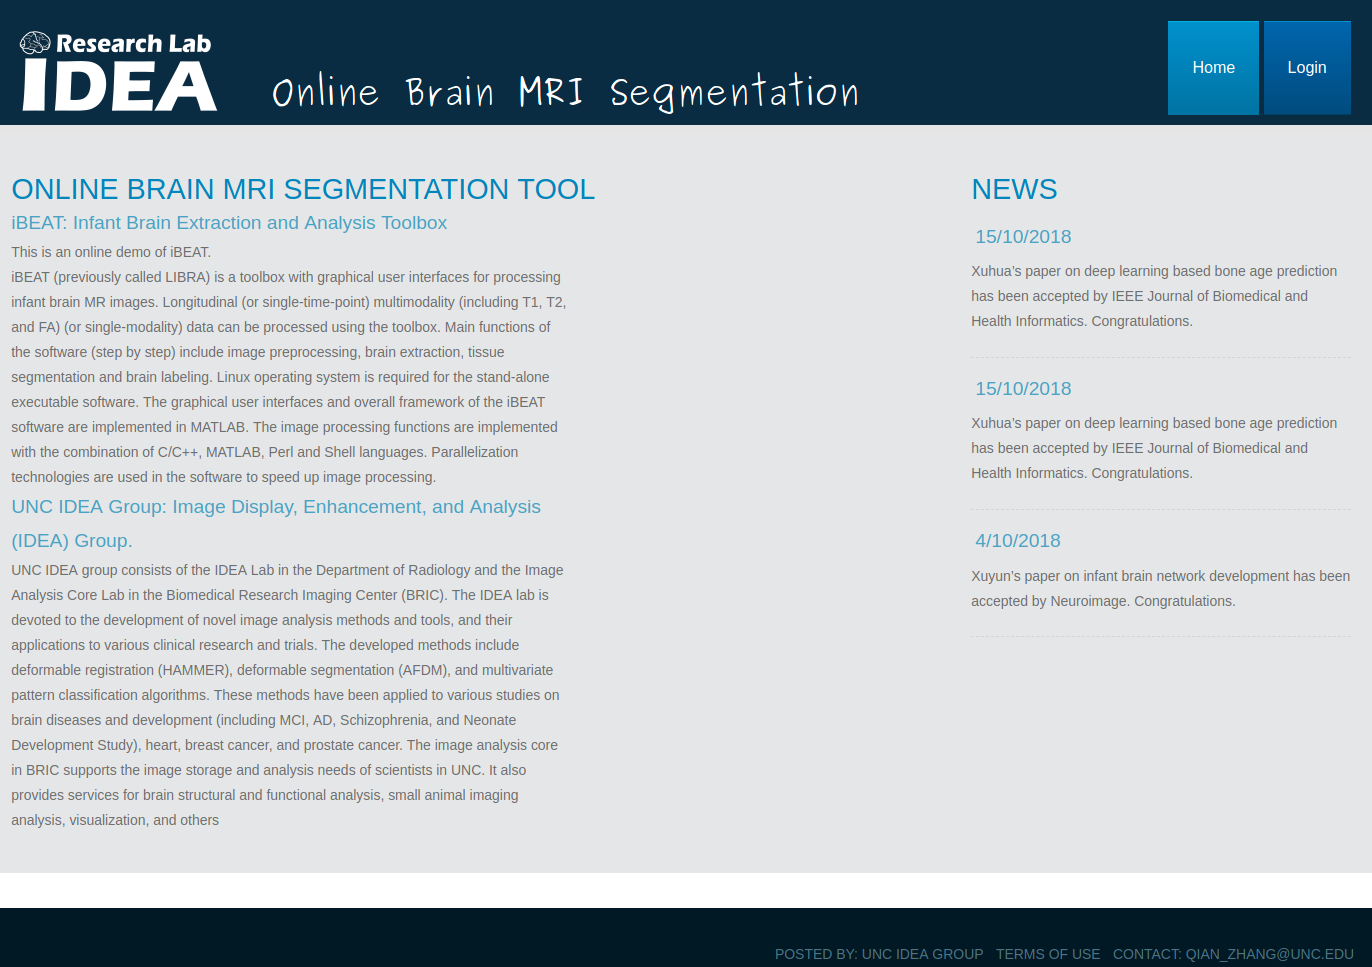 Research Lab
IDEA
Online Brain MRI Segmentation
Home
Login
ONLINE BRAIN MRI SEGMENTATION TOOL
iBEAT: Infant Brain Extraction and Analysis Toolbox
This is an online demo of iBEAT.
iBEAT (previously called LIBRA) is a toolbox with graphical user interfaces for processing
infant brain MR images. Longitudinal (or single-time-point) multimodality (including T1, T2,
and FA) (or single-modality) data can be processed using the toolbox. Main functions of
the software (step by step) include image preprocessing, brain extraction, tissue
segmentation and brain labeling. Linux operating system is required for the stand-alone
executable software. The graphical user interfaces and overall framework of the iBEAT
software are implemented in MATLAB. The image processing functions are implemented
with the combination of C/C++, MATLAB, Perl and Shell languages. Parallelization
technologies are used in the software to speed up image processing.
UNC IDEA Group: Image Display, Enhancement, and Analysis
(IDEA) Group.
UNC IDEA group consists of the IDEA Lab in the Department of Radiology and the Image
Analysis Core Lab in the Biomedical Research Imaging Center (BRIC). The IDEA lab is
devoted to the development of novel image analysis methods and tools, and their
applications to various clinical research and trials. The developed methods include
deformable registration (HAMMER), deformable segmentation (AFDM), and multivariate
pattern classification algorithms. These methods have been applied to various studies on
brain diseases and development (including MCI, AD, Schizophrenia, and Neonate
Development Study), heart, breast cancer, and prostate cancer. The image analysis core
in BRIC supports the image storage and analysis needs of scientists in UNC. It also
provides services for brain structural and functional analysis, small animal imaging
analysis, visualization, and others
NEWS
15/10/2018
Xuhua’s paper on deep learning based bone age prediction
has been accepted by IEEE Journal of Biomedical and
Health Informatics. Congratulations.
15/10/2018
Xuhua’s paper on deep learning based bone age prediction
has been accepted by IEEE Journal of Biomedical and
Health Informatics. Congratulations.
4/10/2018
Xuyun’s paper on infant brain network development has been
accepted by Neuroimage. Congratulations.
POSTED BY: UNC IDEA GROUP TERMS OF USE CONTACT: QIAN_ZHANG@UNC.EDU